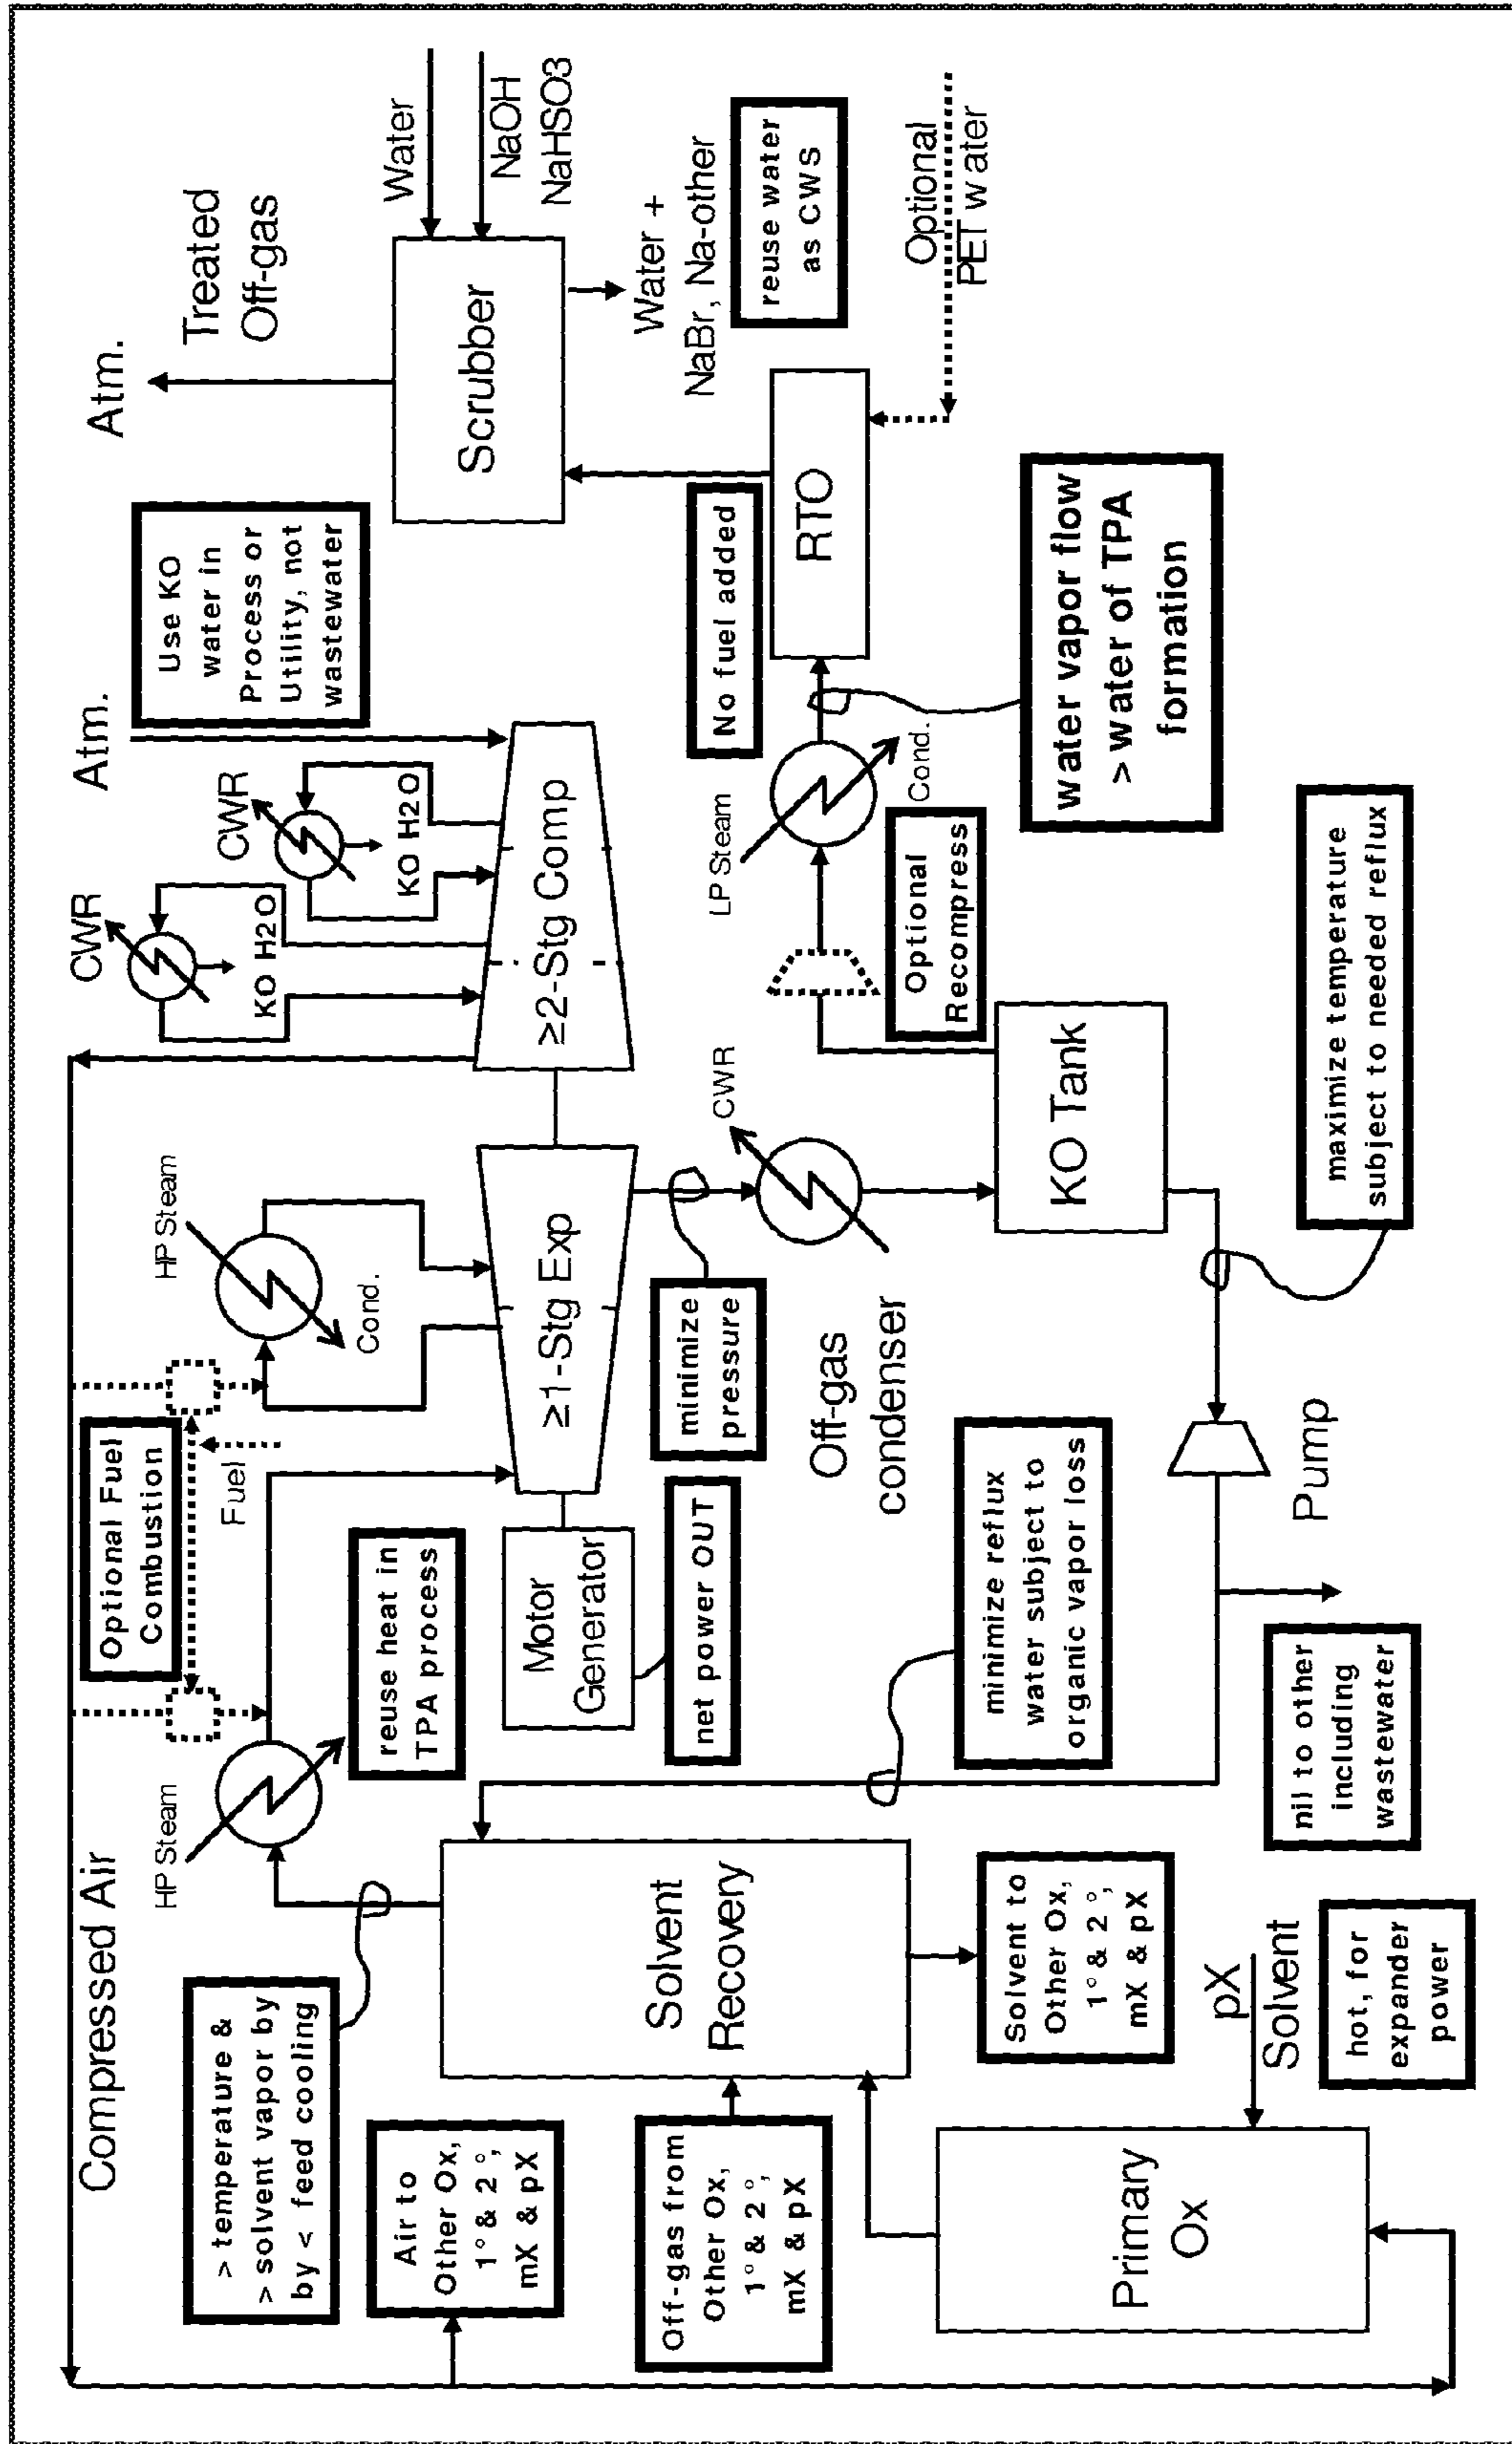 Compressed Air
Optional Fuel
Combustion
Fuel
HP Steam
HP Steam
Cond.
CWR
KO H2O
CWR
KO H2O
Atm.
Use KO
water in
Process or
Utility, not
wastewater
Atm.
Treated
Off-gas
Water
NaOH
NaHSO3
Scrubber
Water +
NaBr, Na-other
reuse water
as CWS
> temperature &
> solvent vapor by
by < feed cooling
reuse heat in
TPA process
Motor
Generator
≥1-Stg Exp
≥2-Stg Comp
net power OUT
minimize
pressure
CWR
No fuel added
Air to
Other Ox,
1° & 2°,
mX & pX
Off-gas from
Other Ox,
1° & 2°,
mX & pX
Solvent
Recovery
Off-gas
condenser
LP Steam
Cond.
RTO
Optional
PET water
Optional
Recompress
KO Tank
water vapor flow
> water of TPA
formation
minimize reflux
water subject to
organic vapor loss
Solvent to
Other Ox,
1° & 2°,
mX & pX
Primary
Ox
pX
Solvent
hot, for
expander
power
nil to other
including
wastewater
Pump
maximize temperature
subject to needed reflux